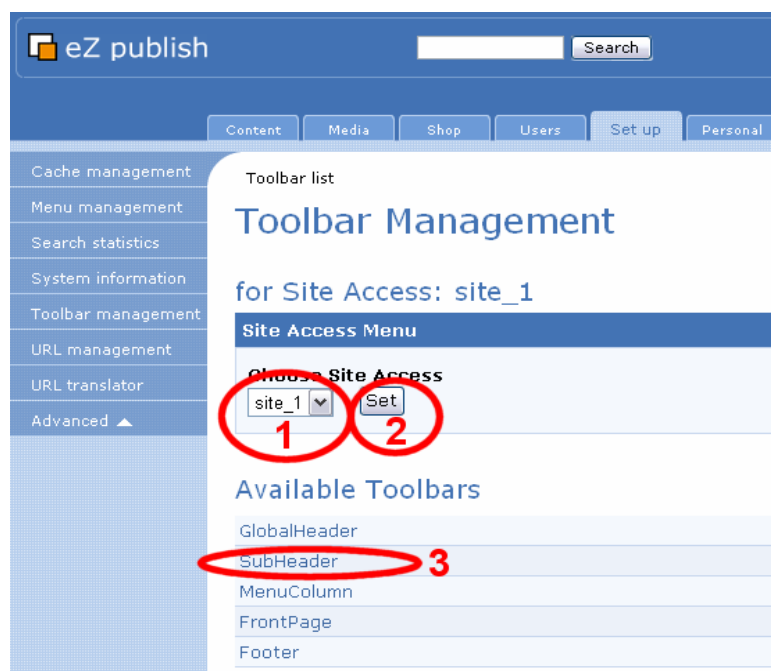 eZ publish
Search
Content Media Shop Users Set up Personal
Cache management
Menu management
Search statistics
System information
Toolbar management
URL management
URL translator
Advanced
Toolbar list
Toolbar Management
for Site Access: site_1
Site Access Menu
Choose Site Access
site_1 Set
1 2
Available Toolbars
GlobalHeader
SubHeader 3
MenuColumn
FrontPage
Footer